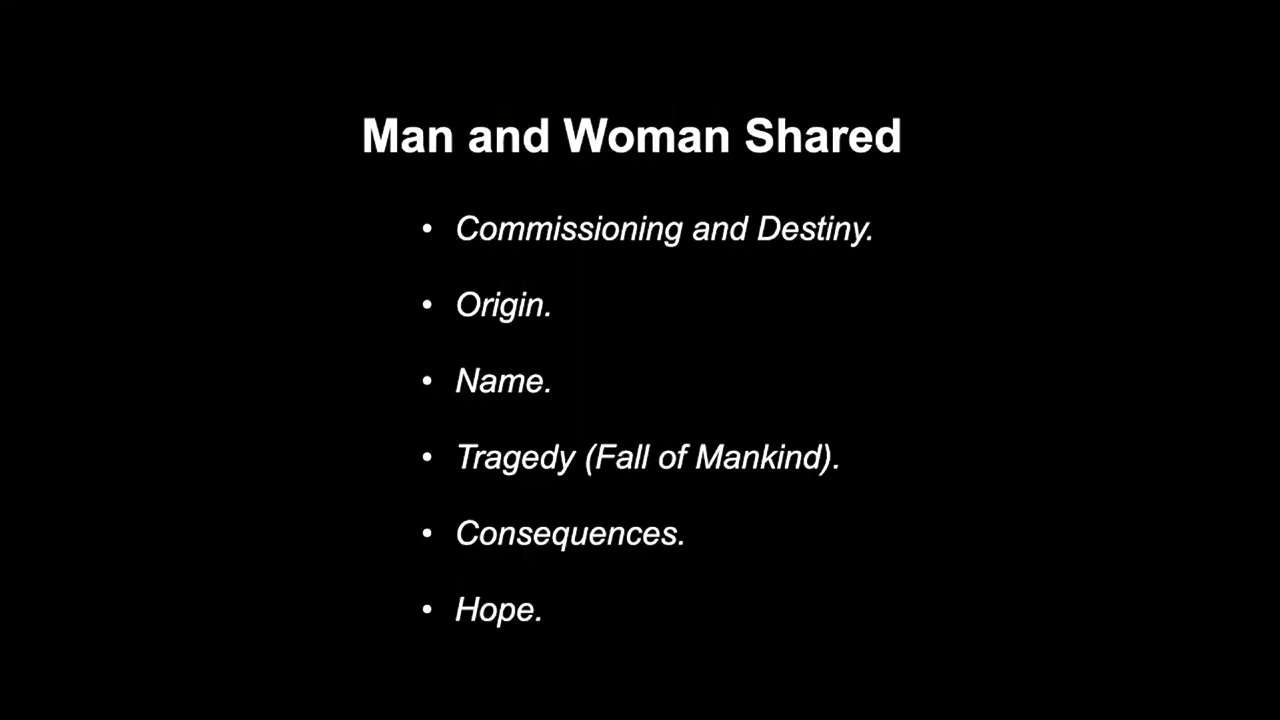 Man and Woman Shared
• Commissioning and Destiny.
• Origin.
• Name.
• Tragedy (Fall of Mankind).
• Consequences.
• Hope.